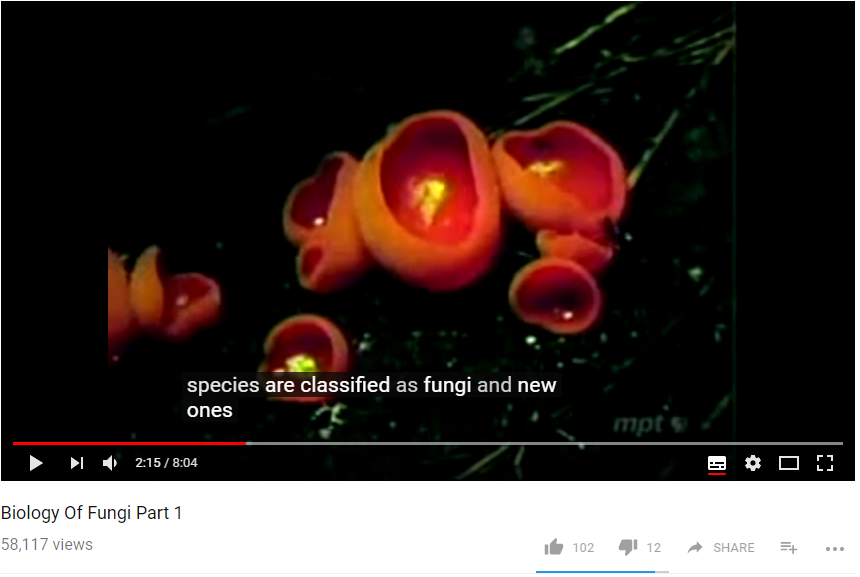 species are classified as fungi and new
ones
mpt
2:15 / 8:04
Biology Of Fungi Part 1
58,117 views
102
12
SHARE